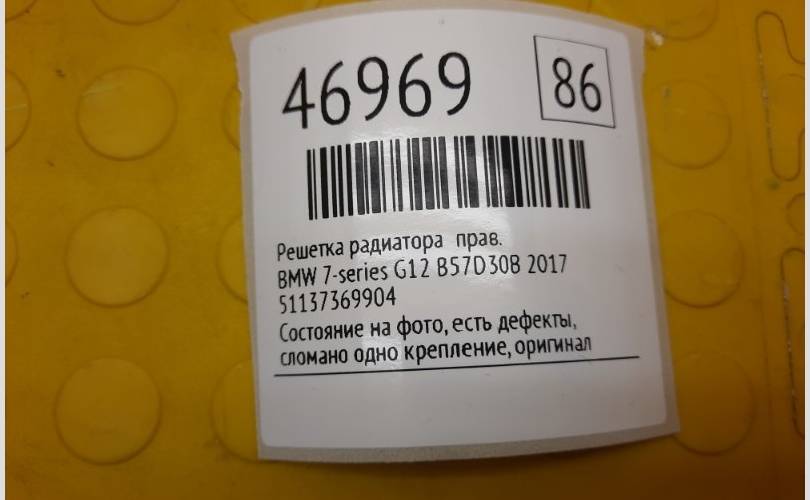 46969
86
Решетка радиатора прав.
BMW 7-series G12 B57D30B 2017
51137369904
Состояние на фото, есть дефекты,
сломано одно крепление, оригинал